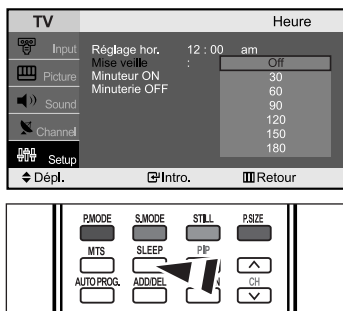 TV Heure
Input
Picture
Sound
Channel
Setup
Réglage hor. 12 : 00 am
Mise veille : Off
Minuteur ON 30
Minuterie OFF 60
90
120
150
180
Dépl. Intro. Retour
P.MODE S.MODE STILL P.SIZE
MTS SLEEP PIP
AUTO PROG. ADD/DEL CH